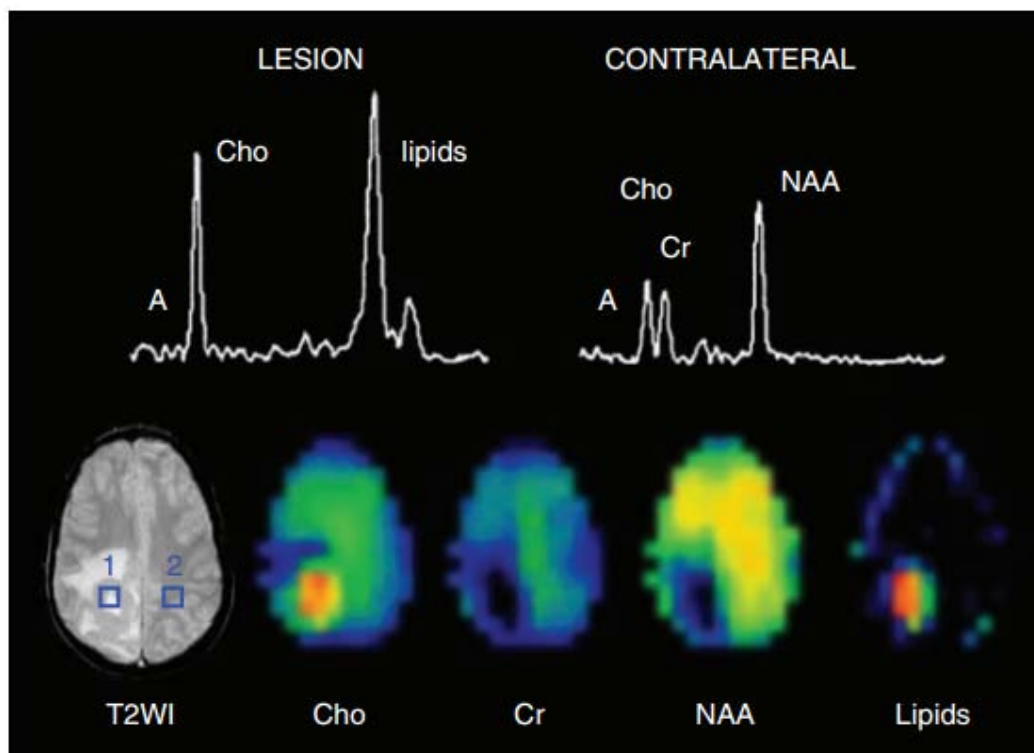 LESION
CONTRALATERAL
Cho
lipids
A
Cho
Cr
NAA
A
1
2
T2WI
Cho
Cr
NAA
Lipids